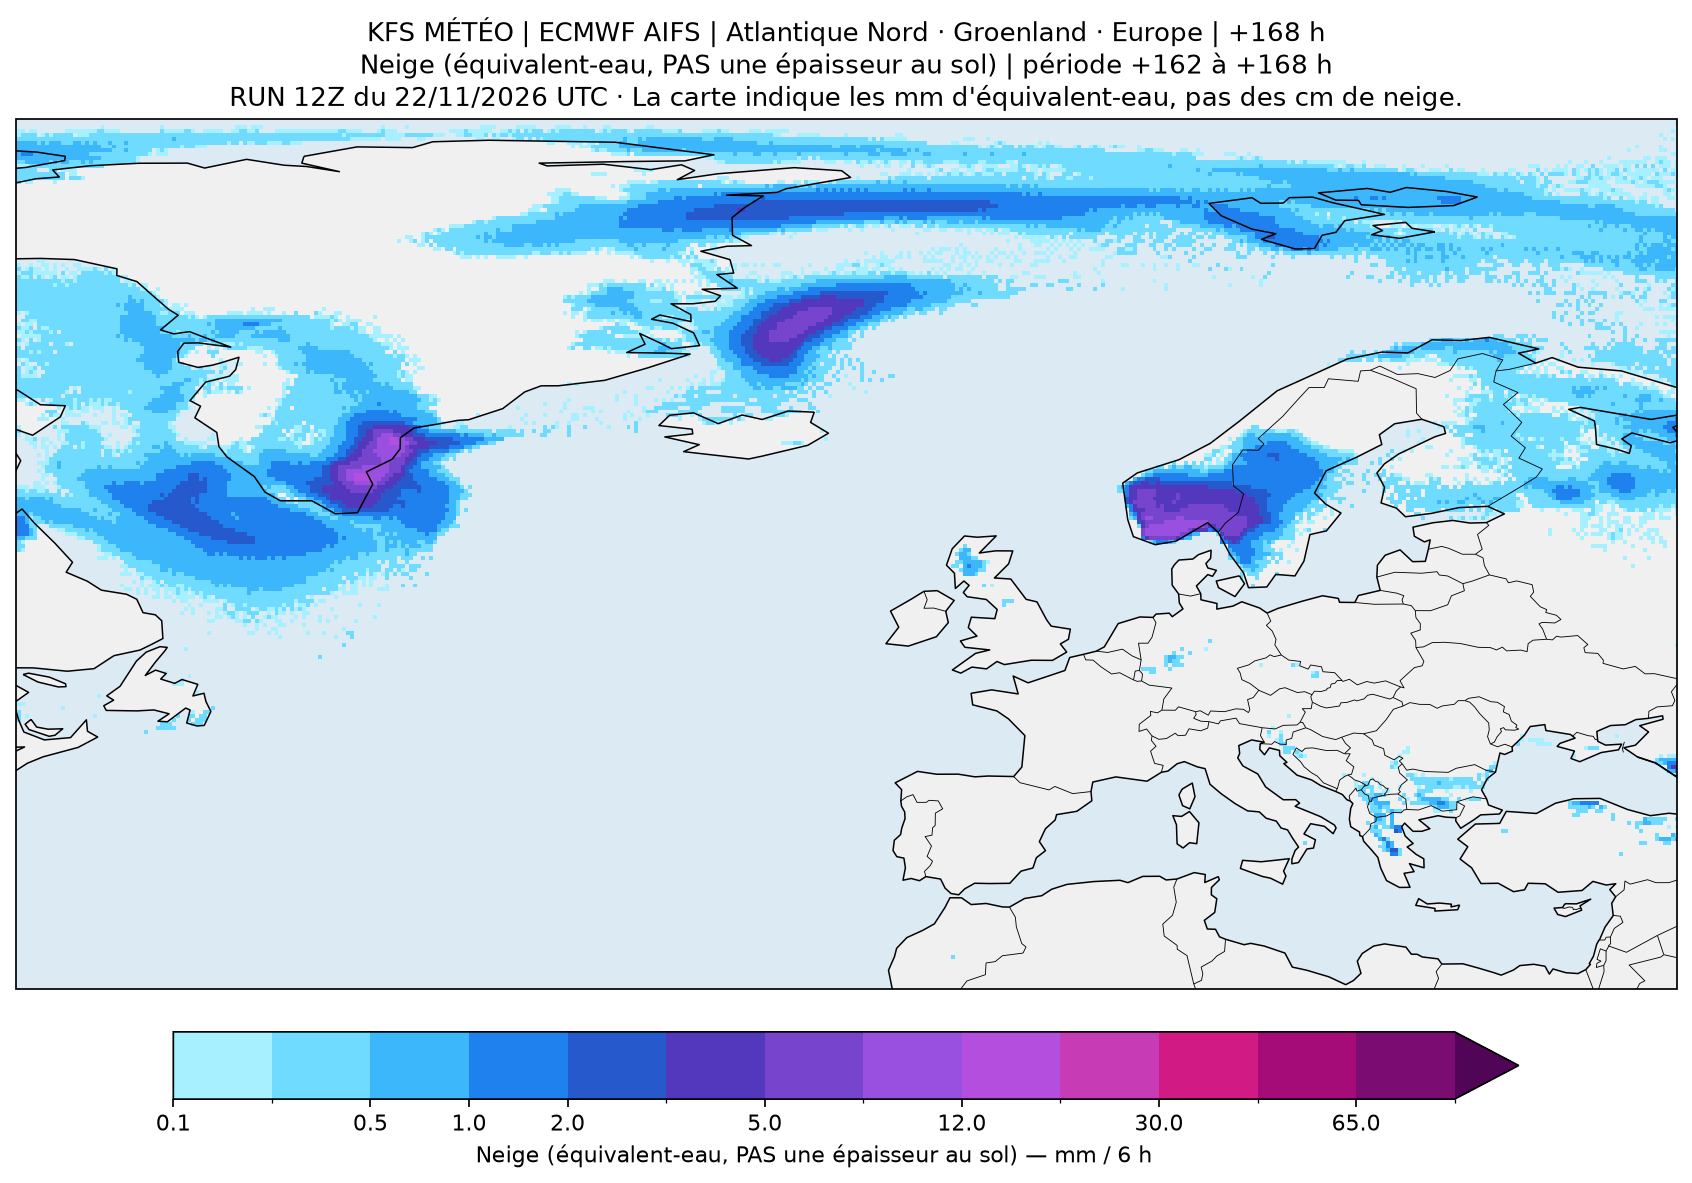 KFS MÉTÉO | ECMWF AIFS | Atlantique Nord · Groenland · Europe | +168 h
Neige (équivalent-eau, PAS une épaisseur au sol) | période +162 à +168 h
RUN 12Z du 22/11/2026 UTC · La carte indique les mm d'équivalent-eau, pas des cm de neige.
0.1 0.5 1.0 2.0 5.0 12.0 30.0 65.0
Neige (équivalent-eau, PAS une épaisseur au sol) — mm / 6 h